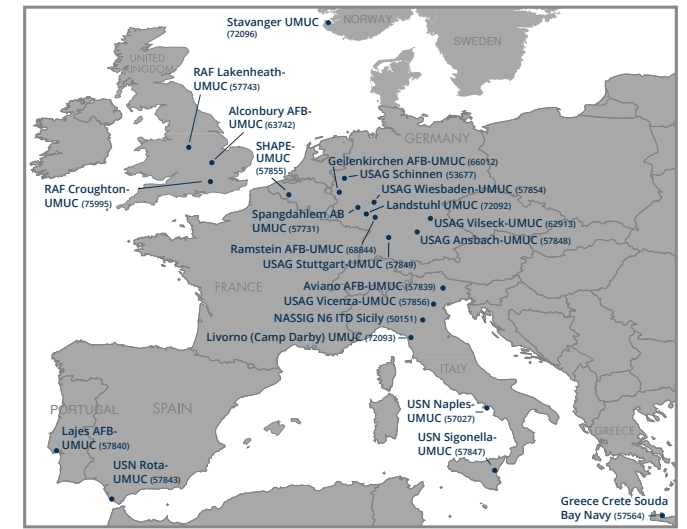 Stavanger UMUC
(72096)
NORWAY
SWEDEN
UNITED
KINGDOM
RAF Lakenheath-
UMUC (57743)
Alconbury AFB-
UMUC (63742)
SHAPE-
UMUC
(57855)
RAF Croughton-
UMUC (75995)
GERMANY
Geilenkirchen AFB-UMUC (66012)
USAG Schinnen (53677)
USAG Wiesbaden-UMUC (57854)
Landstuhl UMUC (72092)
Spangdahlem AB
UMUC (57731)
USAG Vilseck-UMUC (62913)
USAG Ansbach-UMUC (57848)
Ramstein AFB-UMUC (68844)
USAG Stuttgart-UMUC (57849)
FRANCE
Aviano AFB-UMUC (57839)
USAG Vicenza-UMUC (57856)
NASSIG N6 ITD Sicily (50151)
Livorno (Camp Darby) UMUC (72093)
ITALY
PORTUGAL
SPAIN
Lajes AFB-
UMUC (57840)
USN Rota-
UMUC (57843)
USN Naples-
UMUC
(57027)
USN Sigonella-
UMUC (57847)
GREECE
Greece Crete Souda
Bay Navy (57564)